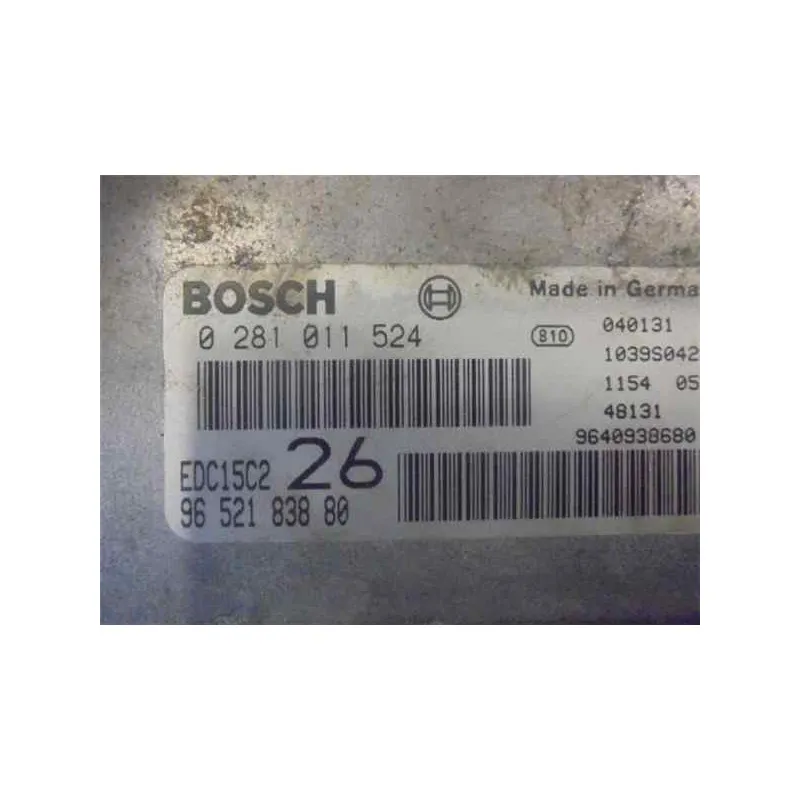 BOSCH
Made in Germa
0 281 011 524
810
040131
1039S042
1154 05
48131
9640938680
EDC15C2 26
96 521 838 80